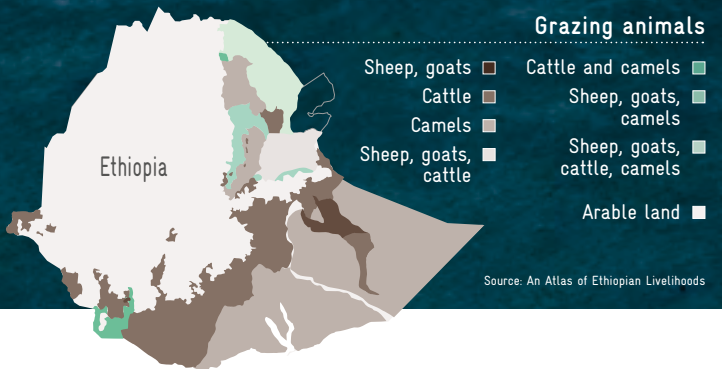 Grazing animals
Sheep, goats
Cattle
Camels
Sheep, goats,
cattle
Cattle and camels
Sheep, goats,
camels
Sheep, goats,
cattle, camels
Arable land
Ethiopia
Source: An Atlas of Ethiopian Livelihoods